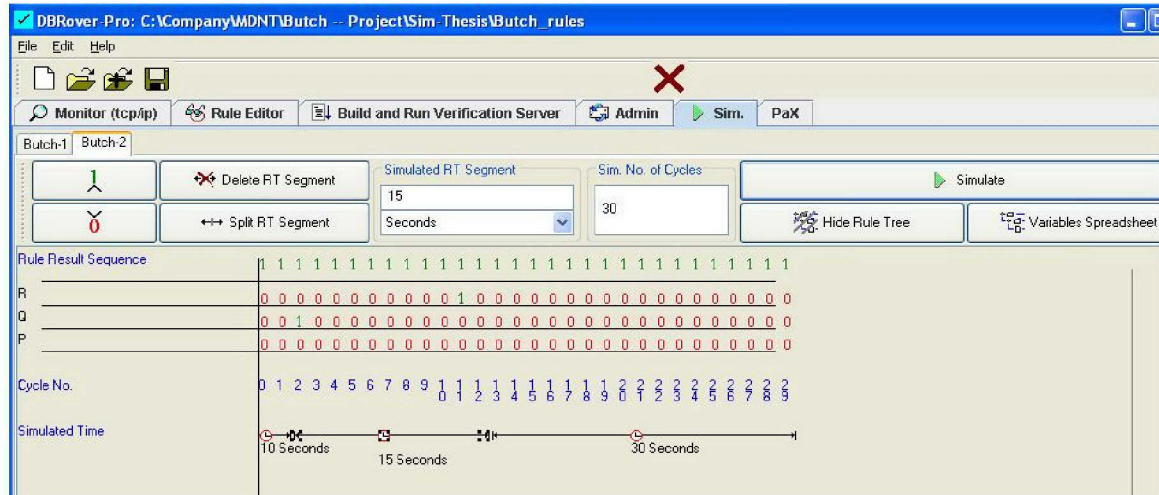 DBRover-Pro: C:\Company\MDNT\Butch -- Project\Sim-Thesis\Butch_rules
File Edit Help
Monitor (tcp/ip) Rule Editor Build and Run Verification Server Admin Sim. PaX
Butch-1 Butch-2
1 Delete RT Segment Simulated RT Segment Sim. No. of Cycles Simulate
15
30
0 Split RT Segment Seconds Hide Rule Tree Variables Spreadsheet
Rule Result Sequence 1 1 1 1 1 1 1 1 1 1 1 1 1 1 1 1 1 1 1 1 1 1 1 1 1 1 1 1 1 1
R 0 0 0 0 0 0 0 0 0 0 0 1 0 0 0 0 0 0 0 0 0 0 0 0 0 0 0 0 0 0
Q 0 0 1 0 0 0 0 0 0 0 0 0 0 0 0 0 0 0 0 0 0 0 0 0 0 0 0 0 0 0
P 0 0 0 0 0 0 0 0 0 0 0 0 0 0 0 0 0 0 0 0 0 0 0 0 0 0 0 0 0 0
Cycle No. 0 1 2 3 4 5 6 7 8 9 10 11 12 13 14 15 16 17 18 19 20 21 22 23 24 25 26 27 28 29
Simulated Time
10 Seconds 15 Seconds 30 Seconds